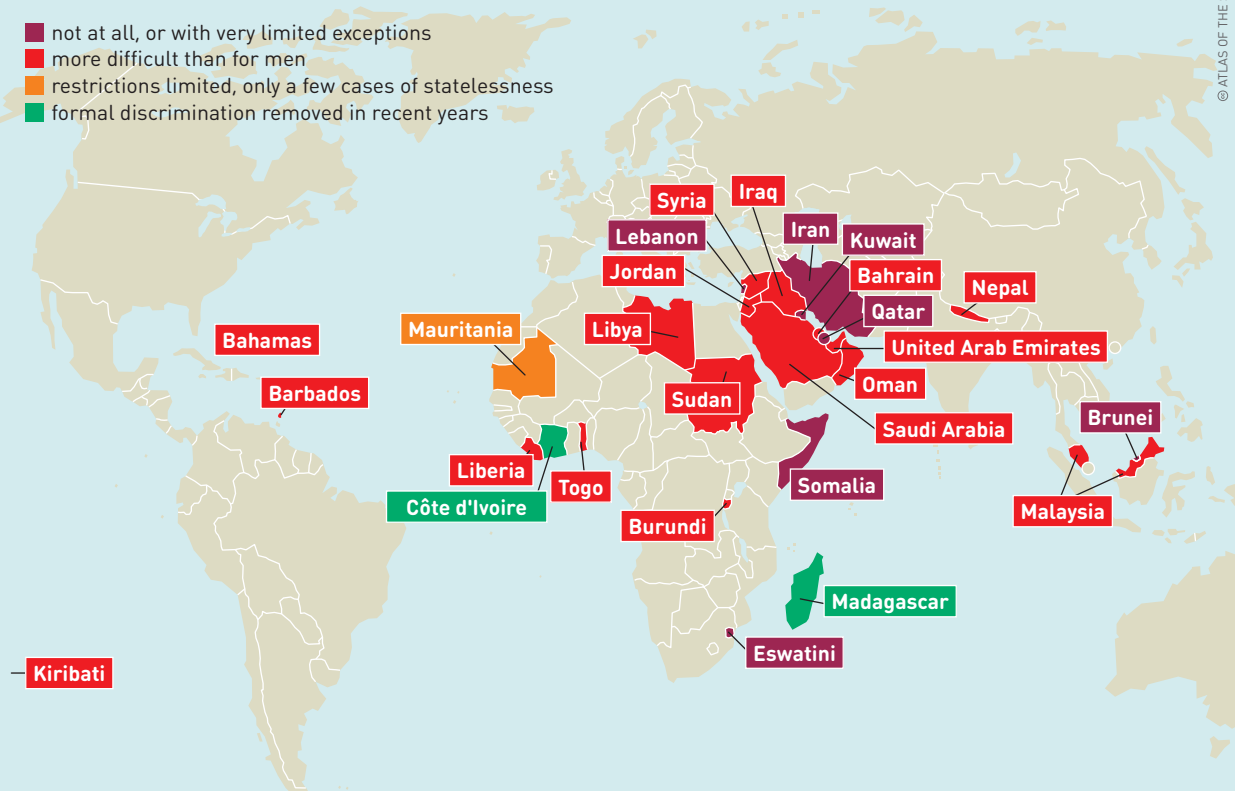 not at all, or with very limited exceptions
more difficult than for men
restrictions limited, only a few cases of statelessness
formal discrimination removed in recent years
© ATLAS OF THE
Syria
Iraq
Lebanon
Iran
Kuwait
Jordan
Bahrain
Nepal
Qatar
Mauritania
Libya
Bahamas
United Arab Emirates
Barbados
Sudan
Oman
Saudi Arabia
Brunei
Liberia
Togo
Somalia
Côte d'Ivoire
Burundi
Malaysia
Madagascar
Eswatini
Kiribati